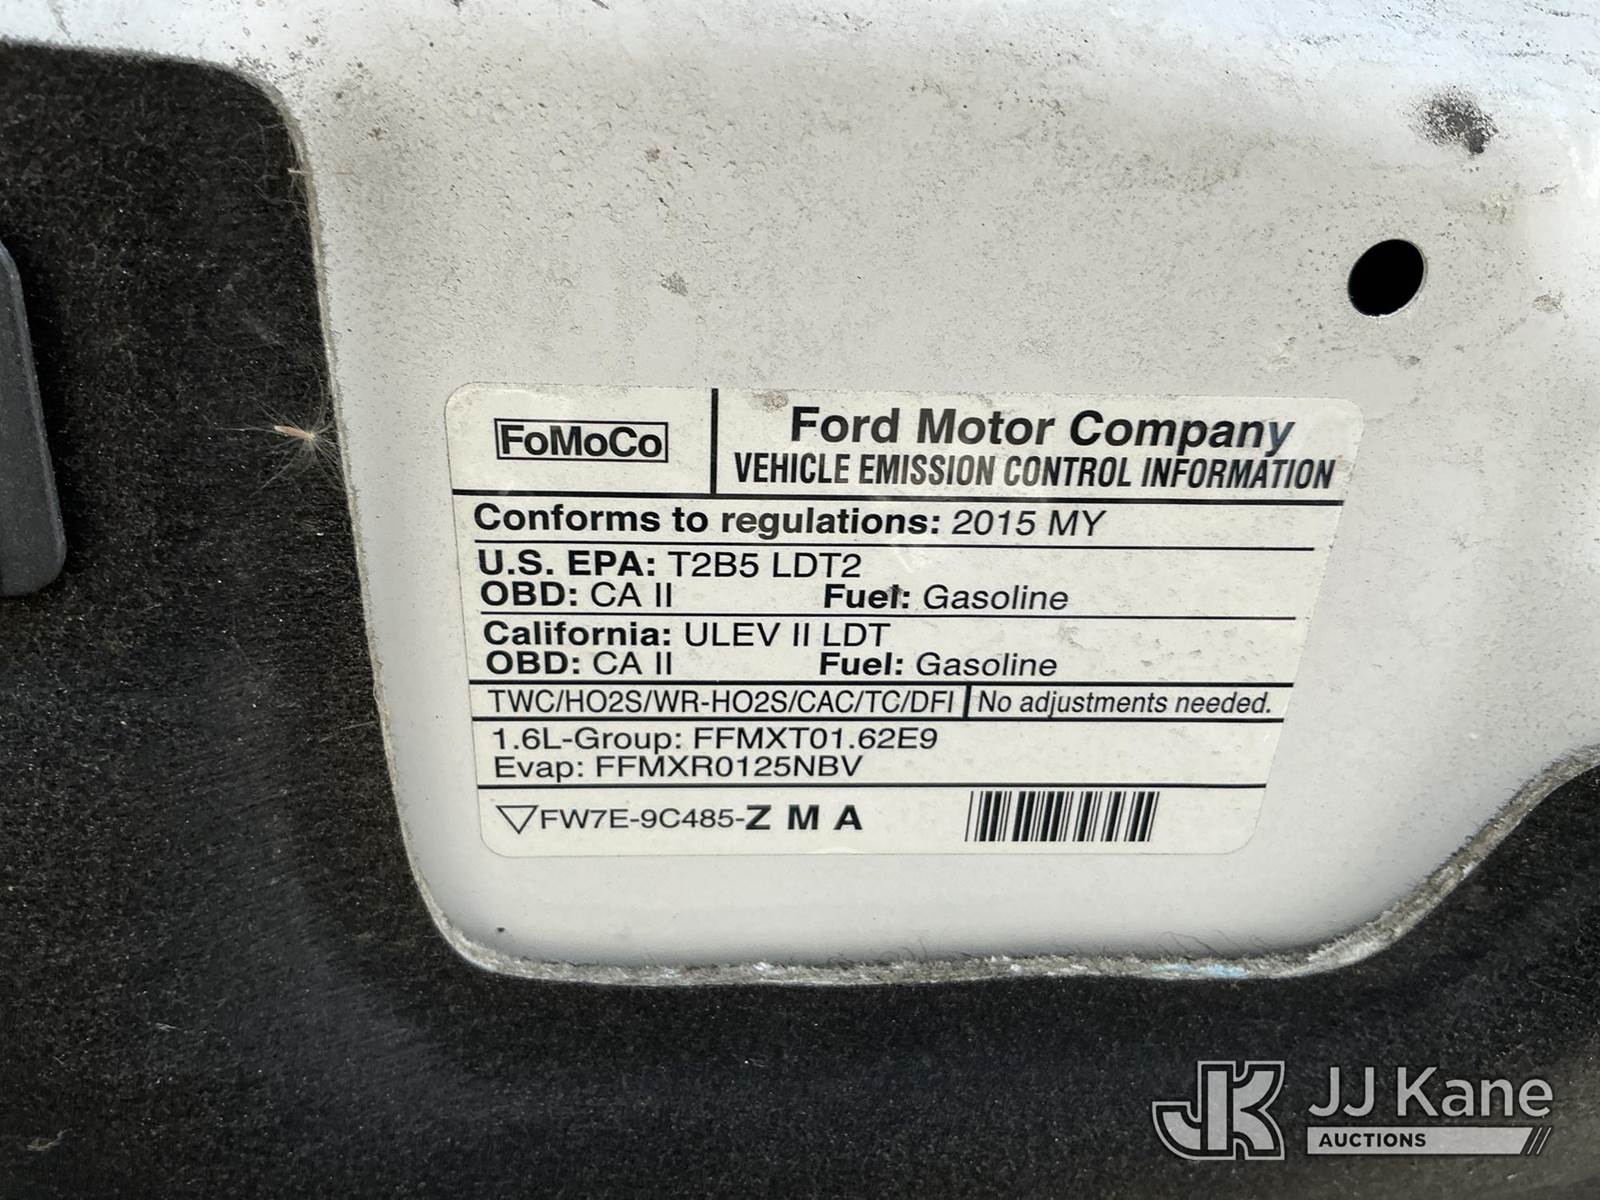 FoMoCo
Ford Motor Company
VEHICLE EMISSION CONTROL INFORMATION
Conforms to regulations: 2015 MY
U.S. EPA: T2B5 LDT2
OBD: CA II Fuel: Gasoline
California: ULEV II LDT
OBD: CA II Fuel: Gasoline
TWC/HO2S/WR-HO2S/CAC/TC/DFI No adjustments needed.
1.6L-Group: FFMXT01.62E9
Evap: FFMXR0125NBV
FW7E-9C485-Z M A
JK JJ Kane
AUCTIONS